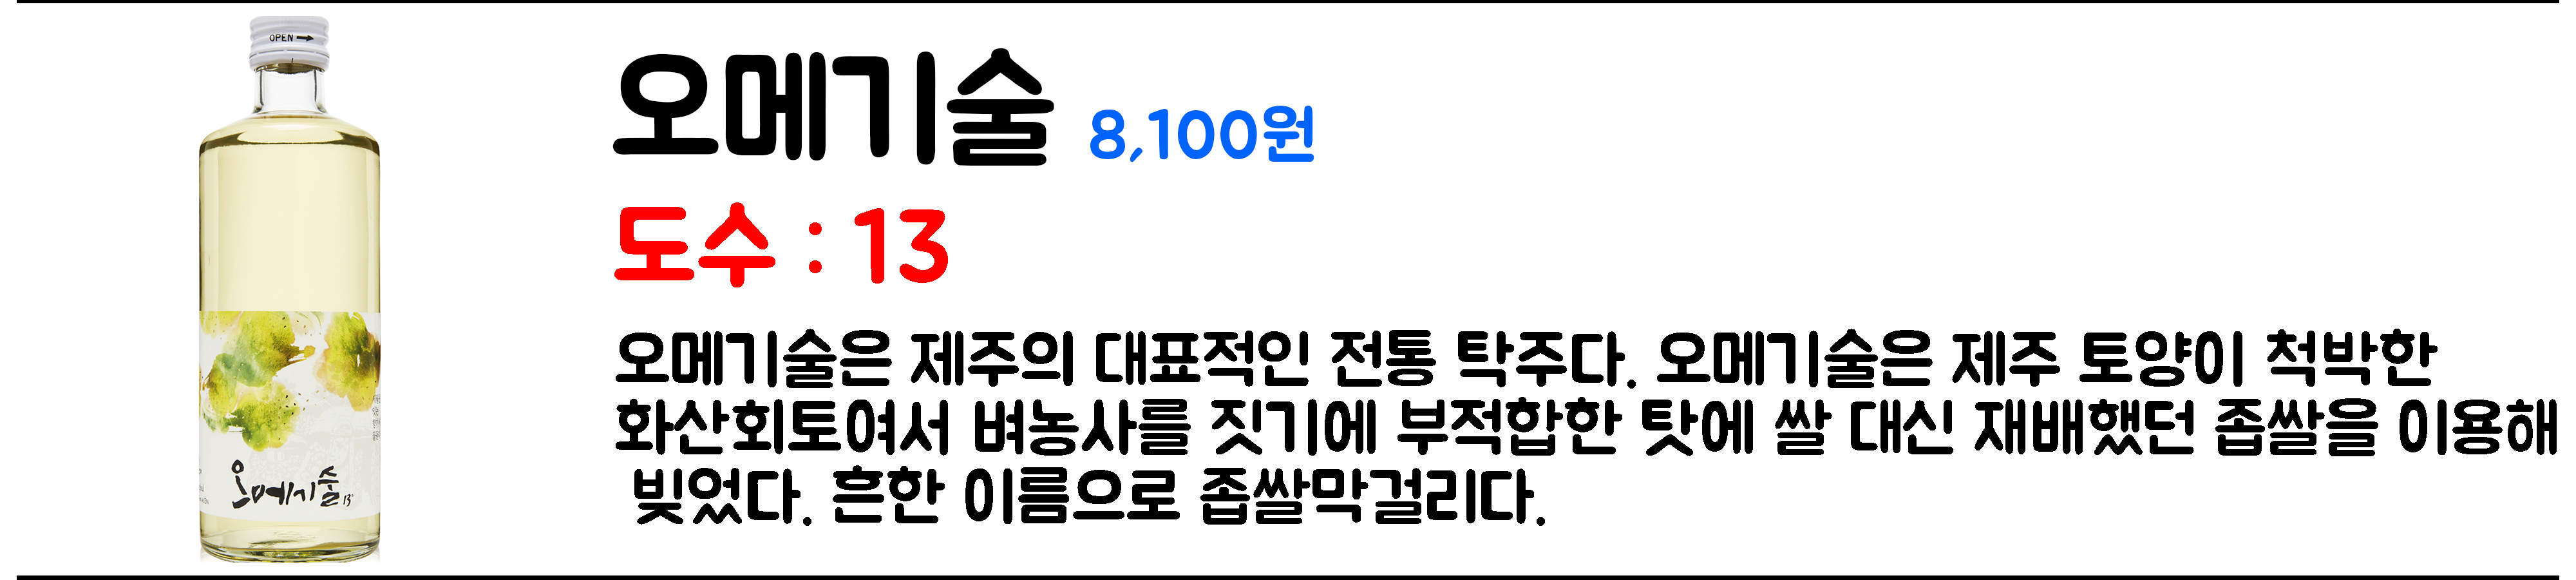 OPEN
오메기술 8,100원
도수 : 13
오메기술은 제주의 대표적인 전통 탁주다. 오메기술은 제주 토양이 척박한
화산회토여서 벼농사를 짓기에 부적합한 탓에 쌀 대신 재배했던 좁쌀을 이용해
빚었다. 흔한 이름으로 좁쌀막걸리다.
오메기술 13°